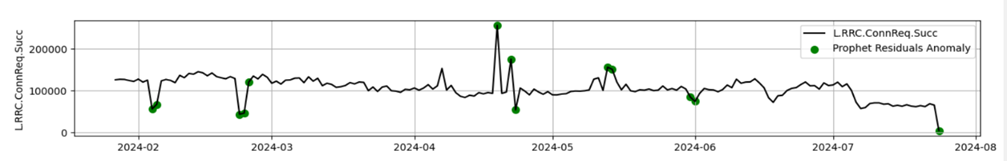 L.RRC.ConnReq.Succ
200000
100000
0
L.RRC.ConnReq.Succ
Prophet Residuals Anomaly
2024-02 2024-03 2024-04 2024-05 2024-06 2024-07 2024-08